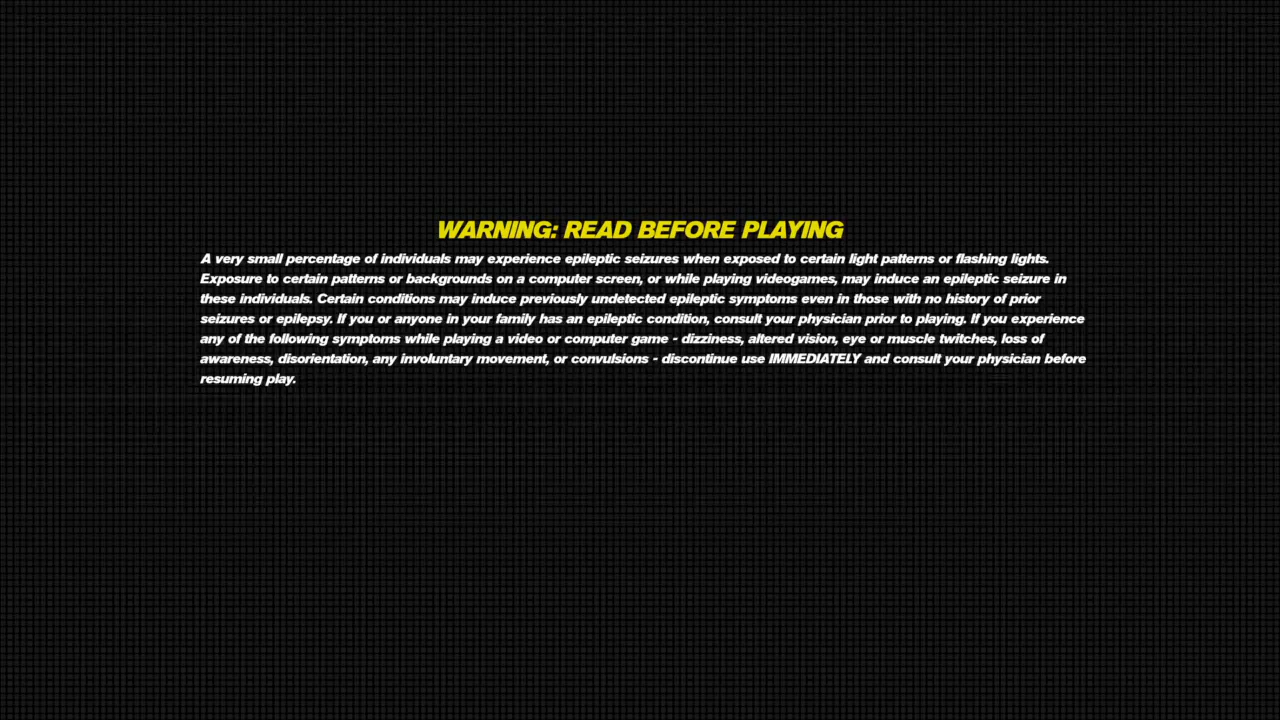 WARNING: READ BEFORE PLAYING
A very small percentage of individuals may experience epileptic seizures when exposed to certain light patterns or flashing lights.
Exposure to certain patterns or backgrounds on a computer screen, or while playing videogames, may induce an epileptic seizure in
these individuals. Certain conditions may induce previously undetected epileptic symptoms even in those with no history of prior
seizures or epilepsy. If you or anyone in your family has an epileptic condition, consult your physician prior to playing. If you experience
any of the following symptoms while playing a video or computer game - dizziness, altered vision, eye or muscle twitches, loss of
awareness, disorientation, any involuntary movement, or convulsions - discontinue use IMMEDIATELY and consult your physician before
resuming play.